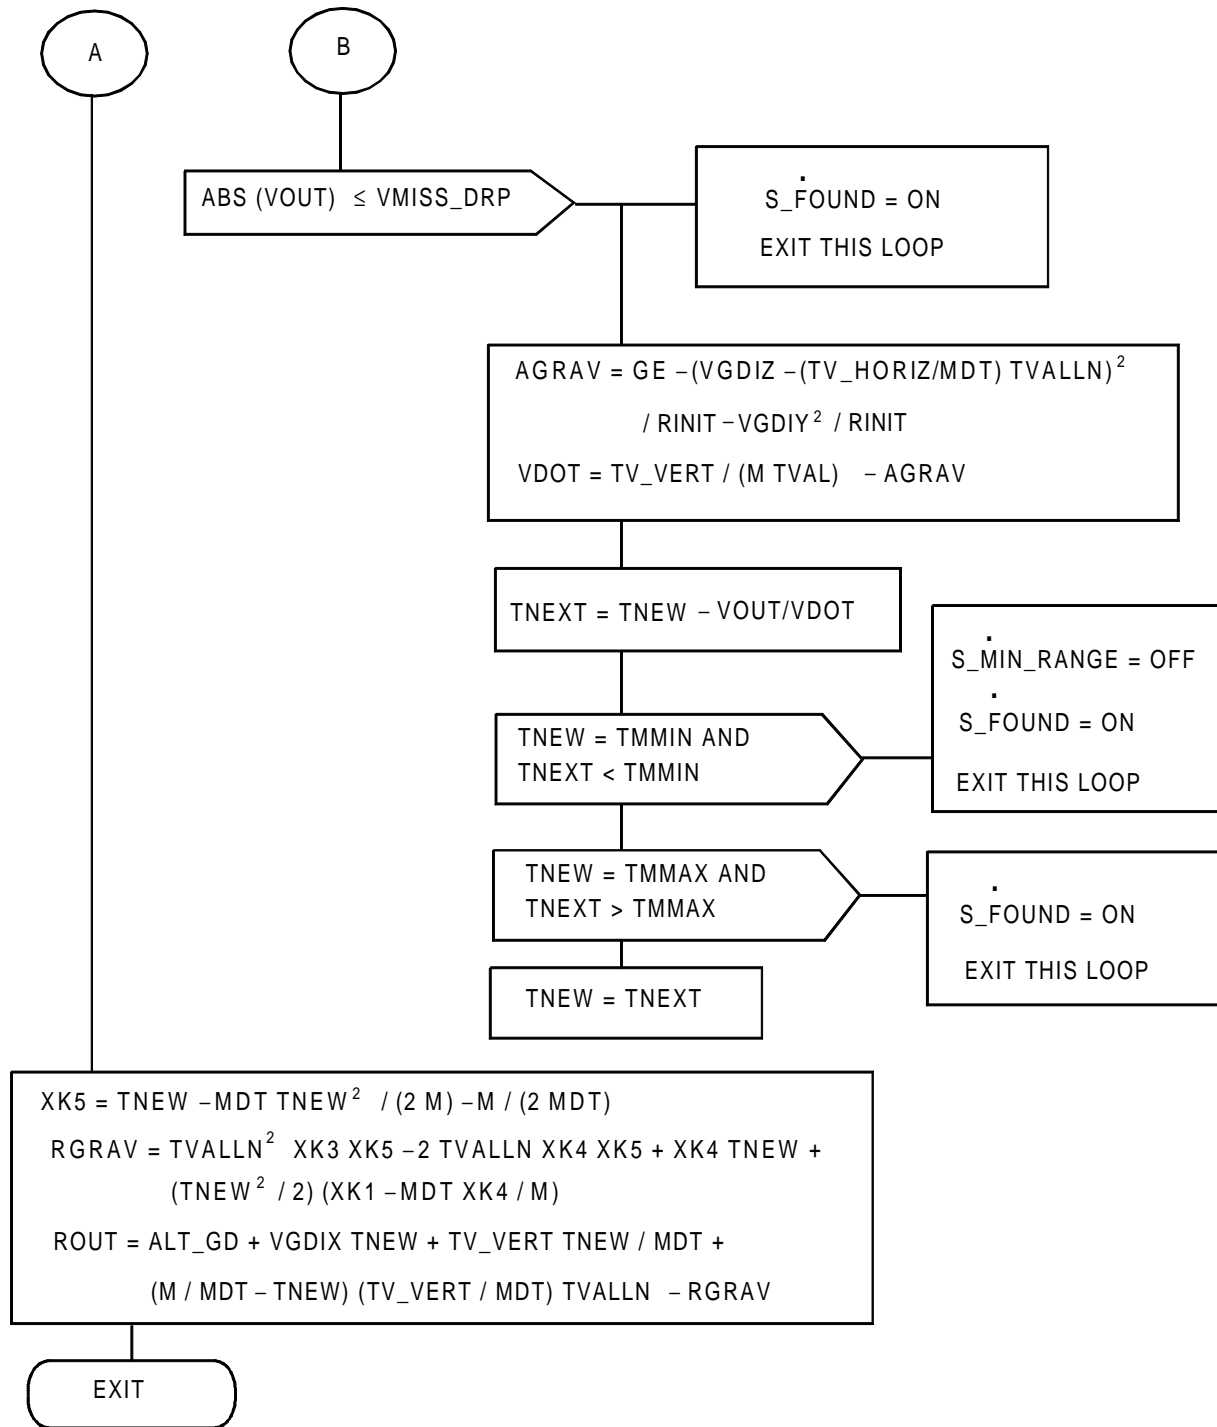 A
B
ABS (VOUT) ≤ VMISS_DRP
S_FOUND = ON
EXIT THIS LOOP
AGRAV = GE – (VGDIZ – (TV_HORIZ/MDT) TVALLN)²
/ RINIT – VGDIY² / RINIT
VDOT = TV_VERT / (M TVAL) – AGRAV
TNEXT = TNEW – VOUT/VDOT
S_MIN_RANGE = OFF
S_FOUND = ON
EXIT THIS LOOP
TNEW = TMMIN AND
TNEXT < TMMIN
TNEW = TMMAX AND
TNEXT > TMMAX
S_FOUND = ON
EXIT THIS LOOP
TNEW = TNEXT
XK5 = TNEW – MDT TNEW² / (2 M) – M / (2 MDT)
RGRAV = TVALLN² XK3 XK5 – 2 TVALLN XK4 XK5 + XK4 TNEW +
(TNEW² / 2) (XK1 – MDT XK4 / M)
ROUT = ALT_GD + VGDIX TNEW + TV_VERT TNEW / MDT +
(M / MDT – TNEW) (TV_VERT / MDT) TVALLN – RGRAV
EXIT